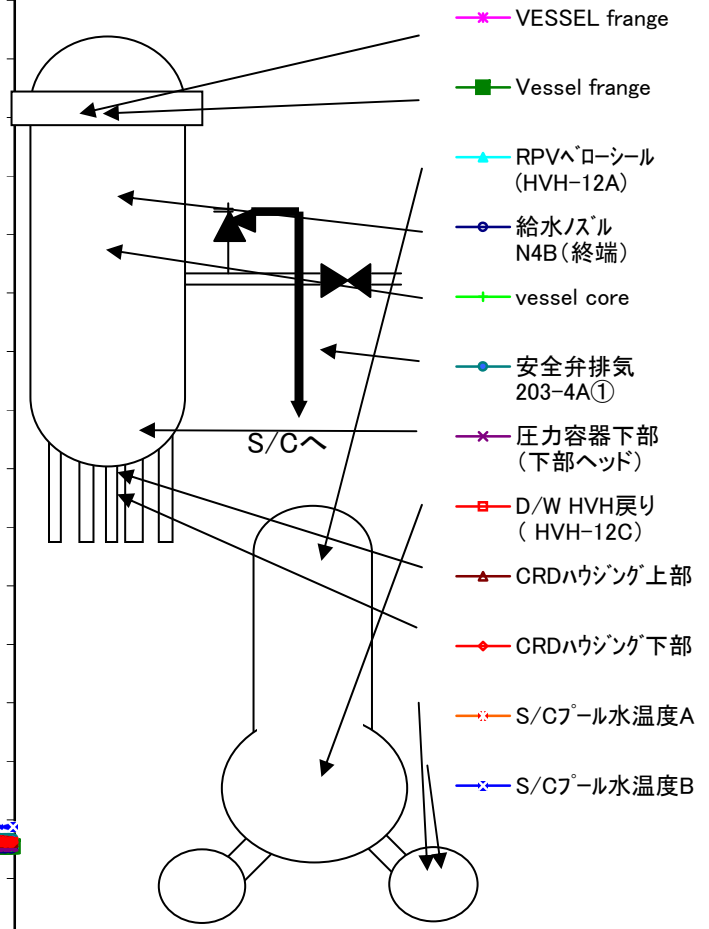 VESSEL frange
Vessel frange
RPVベローシール
(HVH-12A)
給水ノズル
N4B(終端)
vessel core
安全弁排気
203-4A①
S/Cへ
圧力容器下部
(下部ヘッド)
D/W HVH戻り
( HVH-12C)
CRDハウジング上部
CRDハウジング下部
S/Cプール水温度A
S/Cプール水温度B